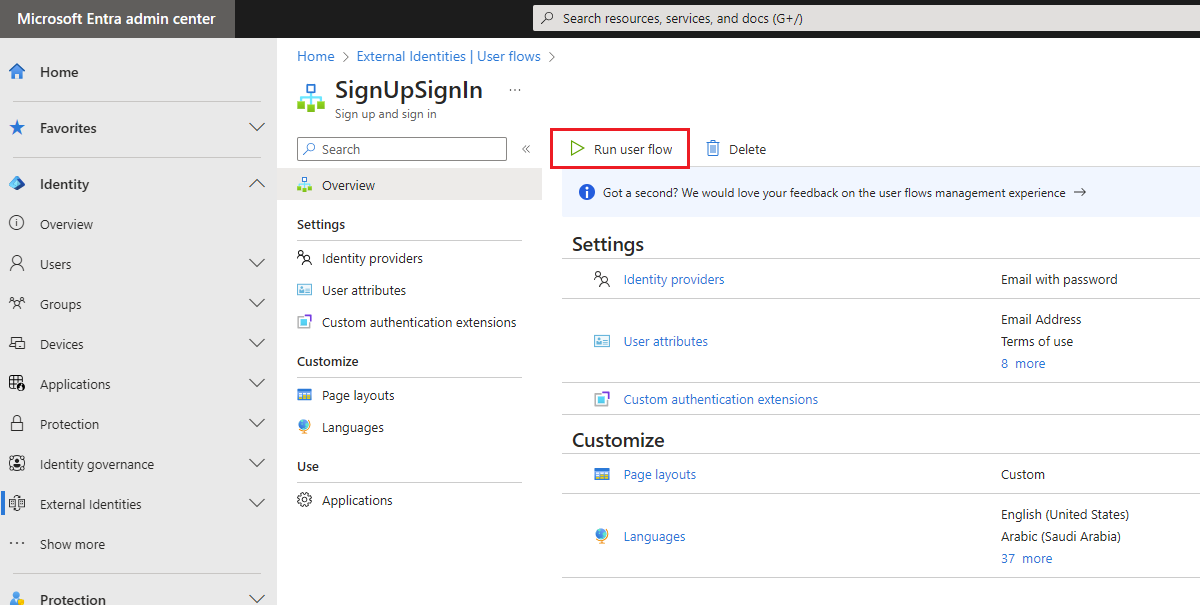 Microsoft Entra admin center
Search resources, services, and docs (G+/)
Home
Favorites
Identity
Overview
Users
Groups
Devices
Applications
Protection
Identity governance
External Identities
Show more
Protection
Home > External Identities | User flows >
SignUpSignIn ...
Sign up and sign in
Search «
Overview
Settings
Identity providers
User attributes
Custom authentication extensions
Customize
Page layouts
Languages
Use
Applications
Run user flow Delete
Got a second? We would love your feedback on the user flows management experience →
Settings
Identity providers Email with password
User attributes Email Address
Terms of use
8 more
Custom authentication extensions
Customize
Page layouts Custom
Languages English (United States)
Arabic (Saudi Arabia)
37 more